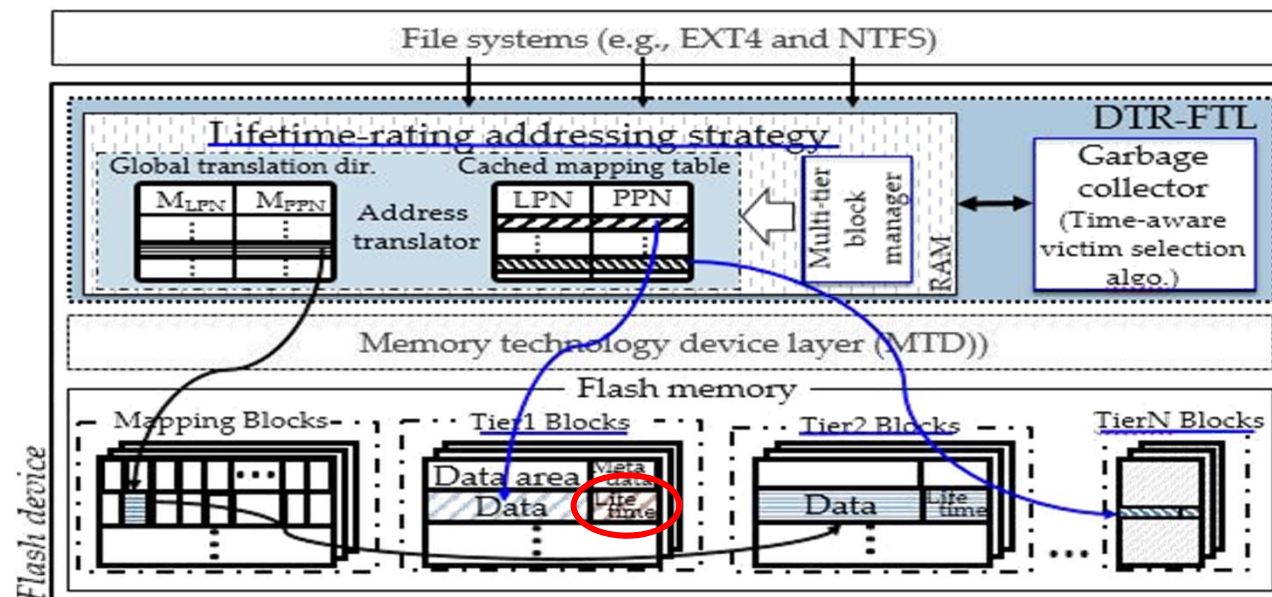 File systems (e.g., EXT4 and NTFS)
DTR-FTL
Lifetime-rating addressing strategy
Global translation dir.
Cached mapping table
MLPN MPPN
Address
translator
LPN PPN
Multi-tier
block
manager
RAM
Garbage
collector
(Time-aware
victim selection
algo.)
Memory technology device layer (MTD))
Flash memory
Flash device
Mapping Blocks
Tier1 Blocks
Data area
Meta
data
Data
Life
time
Tier2 Blocks
Data
Life
time
...
TierN Blocks